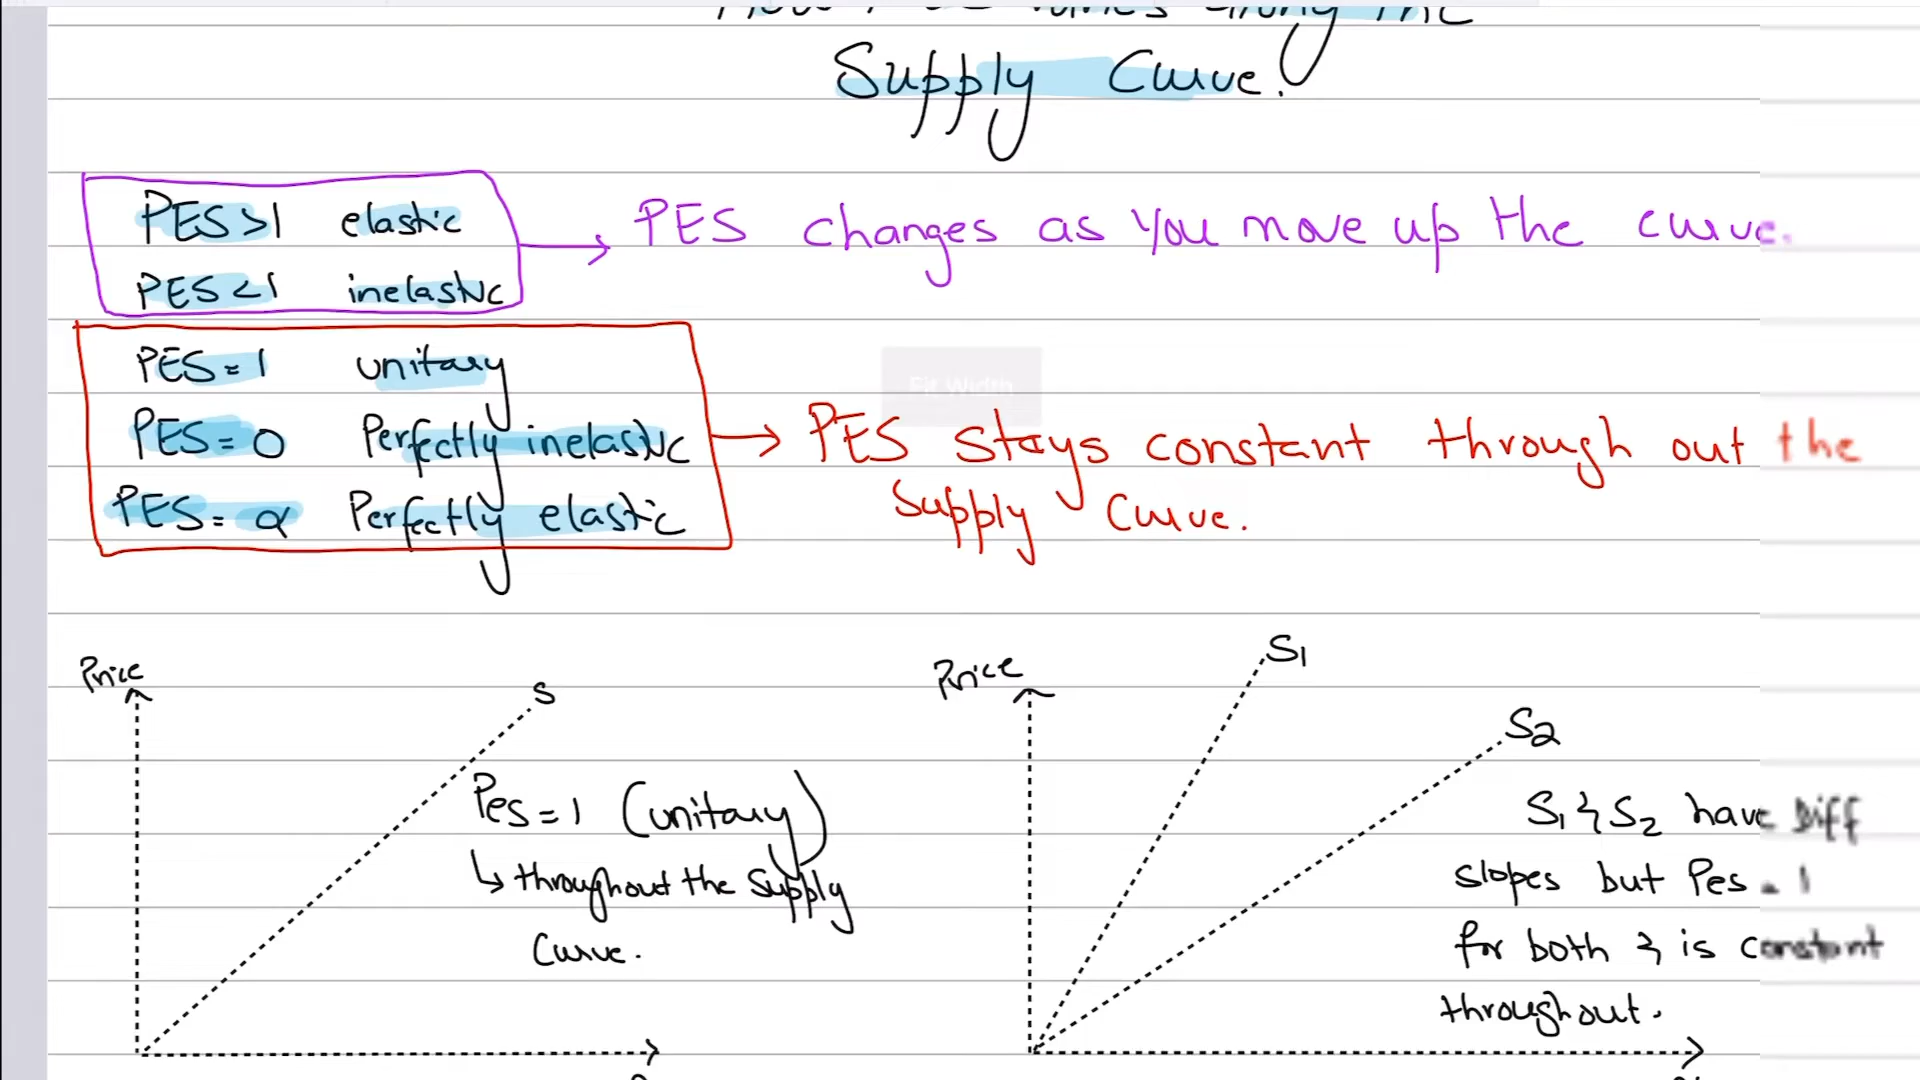 Supply Curve.
PES>1 elastic
PES<1 inelastic
PES changes as you move up the curve.
PES=1 unitary
PES=0 Perfectly inelastic
PES=α Perfectly elastic
PES stays constant through out the
Supply Curve.
Fit Width
Price
S
Pes=1 (unitary)
↳ throughout the supply
Curve.
Price
S1
S2
S1 & S2 have Diff
slopes but Pes=1
for both & is constant
throughout.